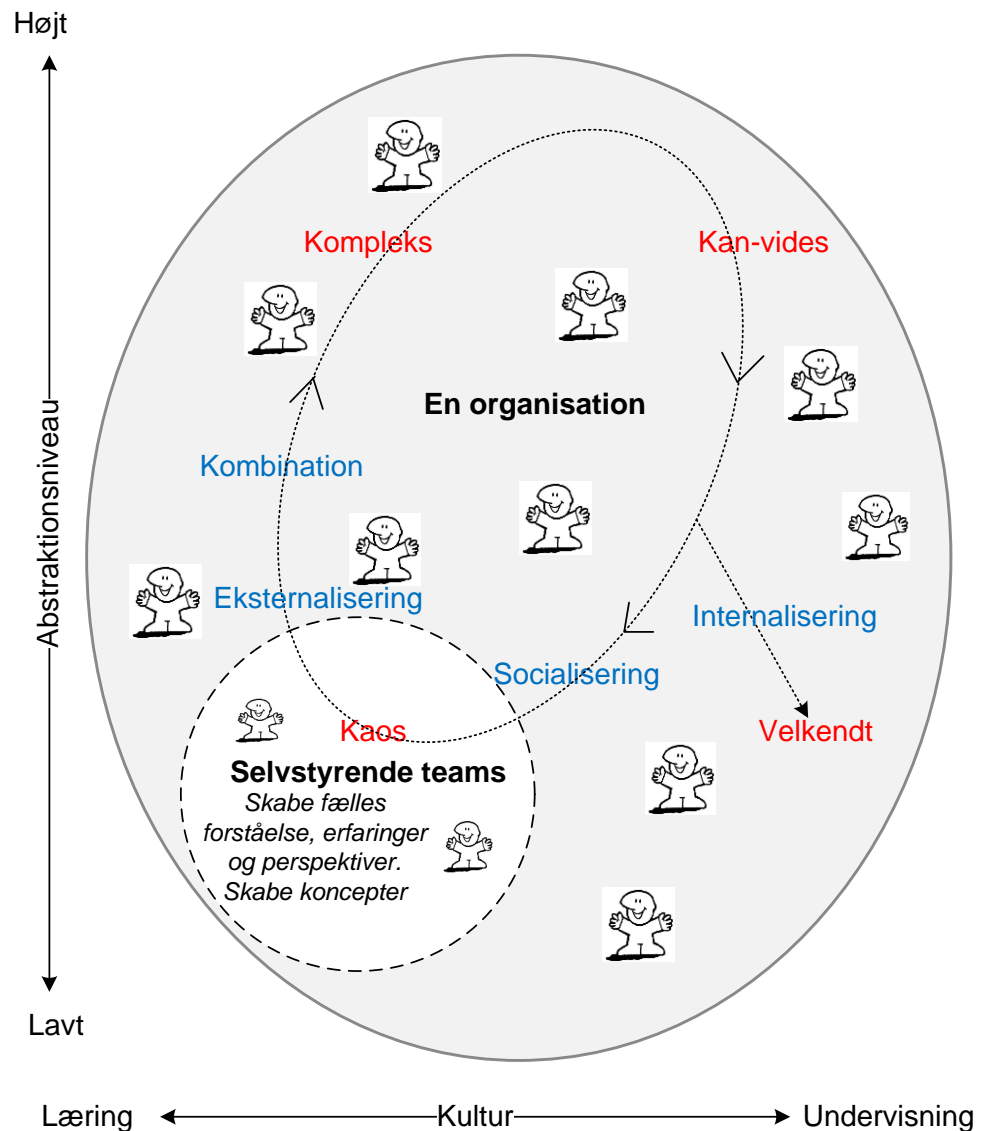 Højt
Kompleks
Kan-vides
En organisation
Abstraktionsniveau
Kombination
Eksternalisering
Internalisering
Socialisering
Kaos
Velkendt
Selvstyrende teams
Skabe fælles
forståelse, erfaringer
og perspektiver.
Skabe koncepter
Lavt
Læring
Kultur
Undervisning